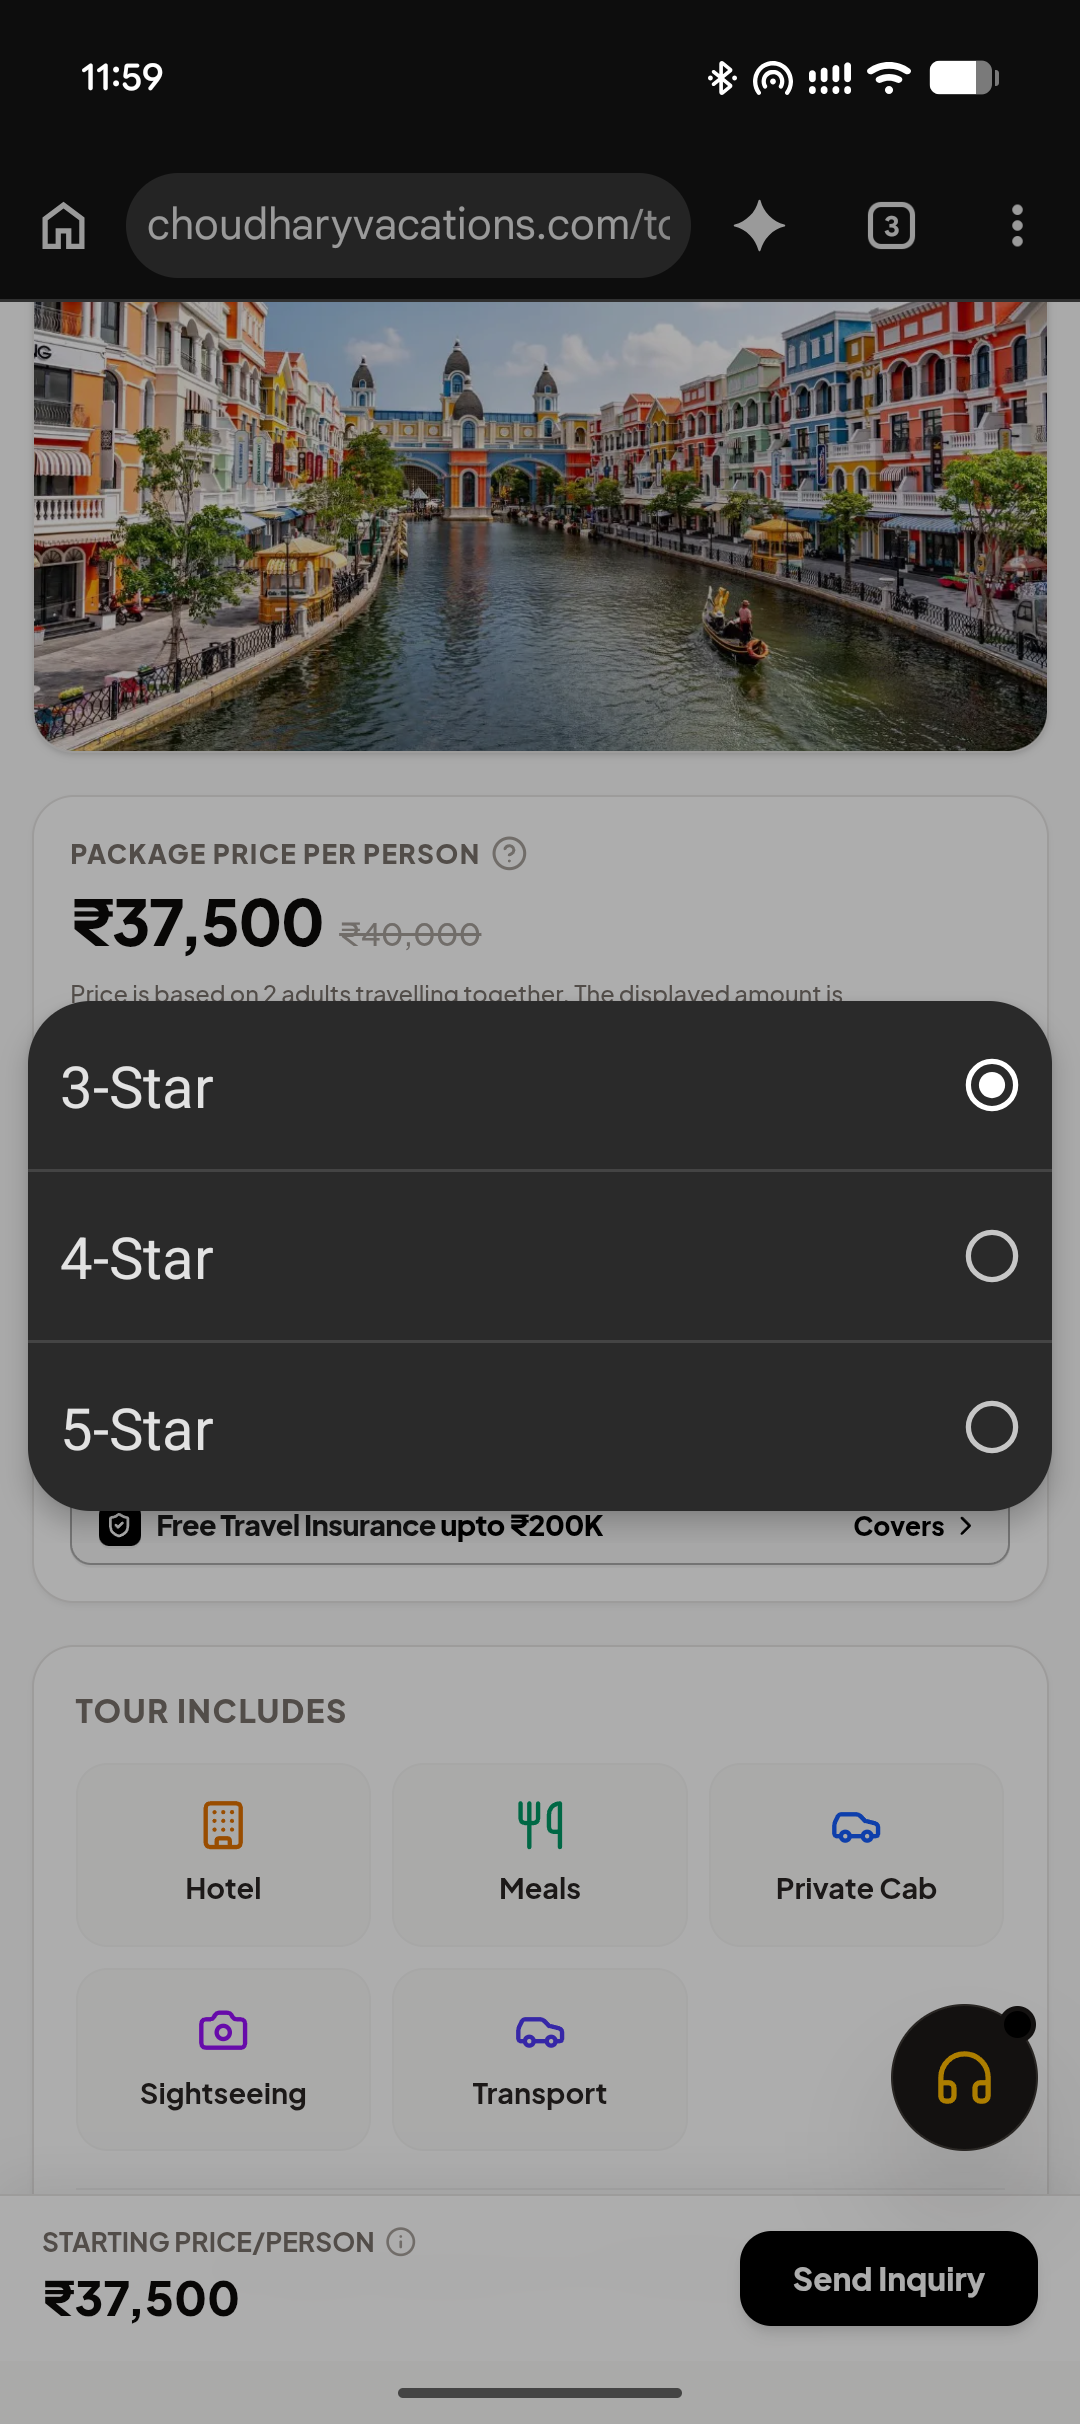 11:59
choudharyvacations.com/to
3
NG
PACKAGE PRICE PER PERSON ?
₹37,500 ₹40,000
Price is based on 2 adults travelling together. The displayed amount is
3-Star
4-Star
5-Star
Free Travel Insurance upto ₹200K Covers
TOUR INCLUDES
Hotel Meals Private Cab
Sightseeing Transport
STARTING PRICE/PERSON
₹37,500
Send Inquiry